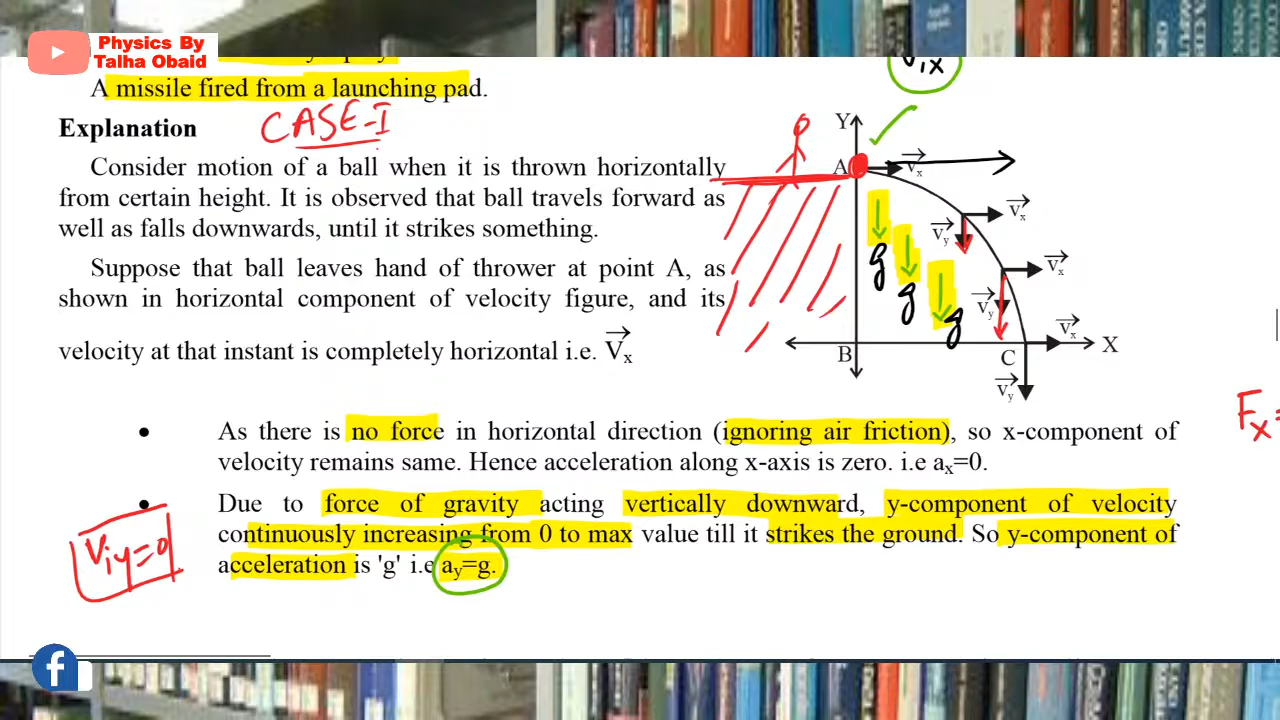 Physics By
Talha Obaid
A missile fired from a launching pad.
Explanation
CASE-I
Consider motion of a ball when it is thrown horizontally
from certain height. It is observed that ball travels forward as
well as falls downwards, until it strikes something.
Suppose that ball leaves hand of thrower at point A, as
shown in horizontal component of velocity figure, and its
velocity at that instant is completely horizontal i.e. V⃗ₓ
Vix
Y
A
v⃗ₓ
v⃗ₓ
v⃗y
g
g
g
v⃗ₓ
v⃗y
v⃗ₓ
B
C
X
v⃗y
Fx=
• As there is no force in horizontal direction (ignoring air friction), so x-component of
velocity remains same. Hence acceleration along x-axis is zero. i.e aₓ=0.
• Due to force of gravity acting vertically downward, y-component of velocity
continuously increasing from 0 to max value till it strikes the ground. So y-component of
acceleration is 'g' i.e ay=g.
Viy=0
f